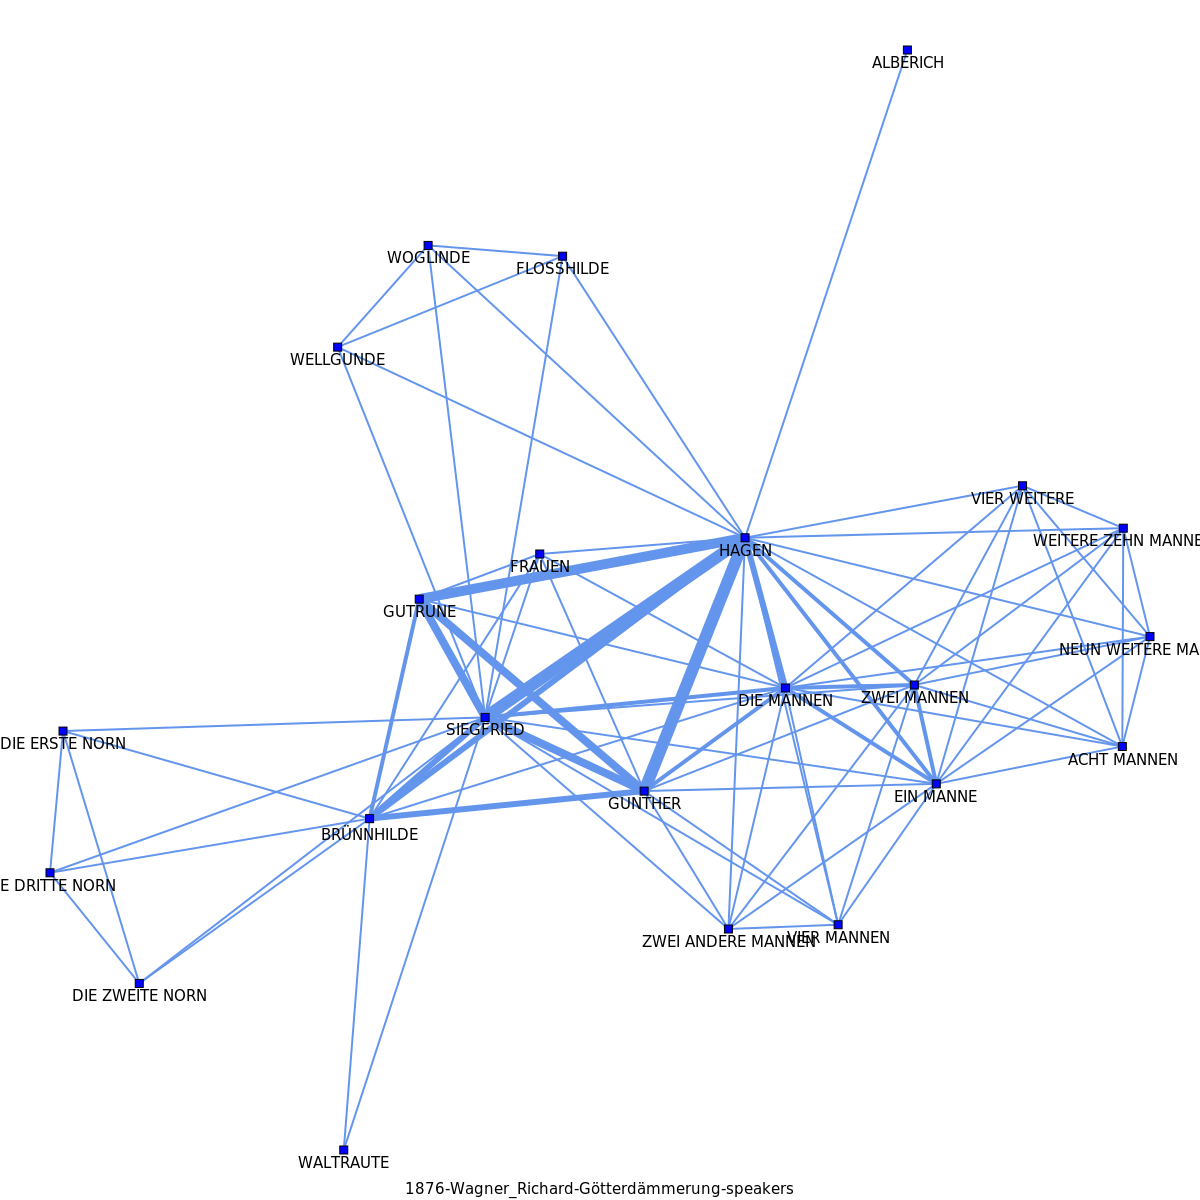 ALBERICH
WOGLINDE
FLOSSHILDE
WELLGUNDE
VIER WEITERE
WEITERE ZEHN MANNE
HAGEN
FRAUEN
GUTRUNE
NEUN WEITERE MA
DIE MANNEN
ZWEI MANNEN
SIEGFRIED
DIE ERSTE NORN
ACHT MANNEN
EIN MANNE
GUNTHER
BRÜNNHILDE
E DRITTE NORN
ZWEI ANDERE MANNEN
VIER MANNEN
DIE ZWEITE NORN
WALTRAUTE
1876-Wagner_Richard-Götterdämmerung-speakers